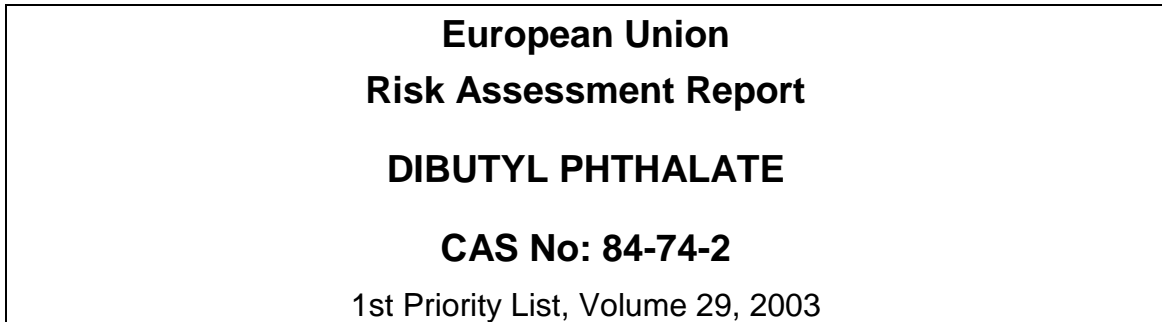 European Union
Risk Assessment Report
DIBUTYL PHTHALATE
CAS No: 84-74-2
1st Priority List, Volume 29, 2003